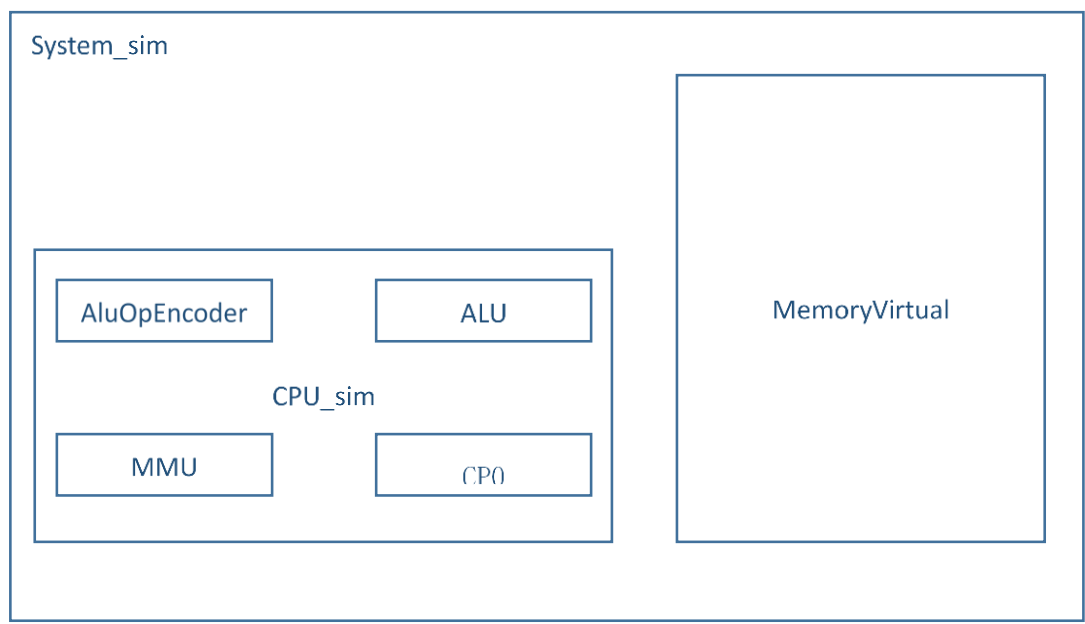 System_sim
AluOpEncoder
ALU
MemoryVirtual
CPU_sim
MMU
CP0